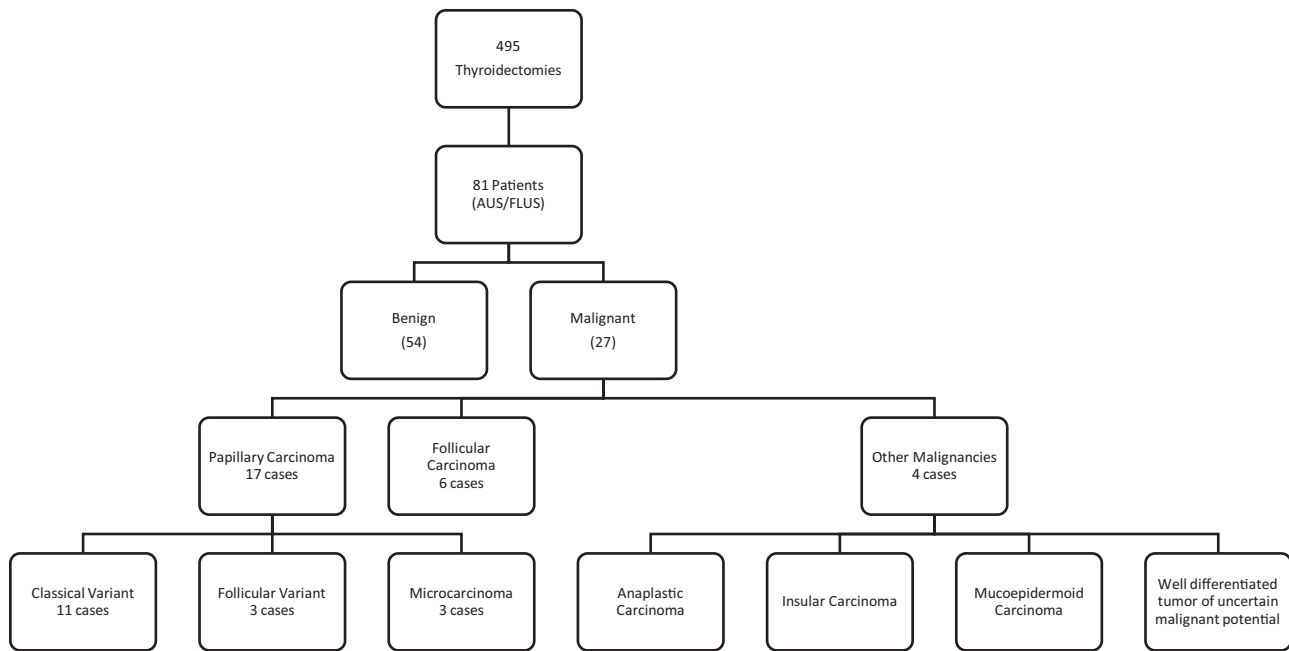 495
Thyroidectomies
81 Patients
(AUS/FLUS)
Benign
(54)
Malignant
(27)
Papillary Carcinoma
17 cases
Follicular
Carcinoma
6 cases
Other Malignancies
4 cases
Classical Variant
11 cases
Follicular Variant
3 cases
Microcarcinoma
3 cases
Anaplastic
Carcinoma
Insular Carcinoma
Mucoepidermoid
Carcinoma
Well differentiated
tumor of uncertain
malignant potential